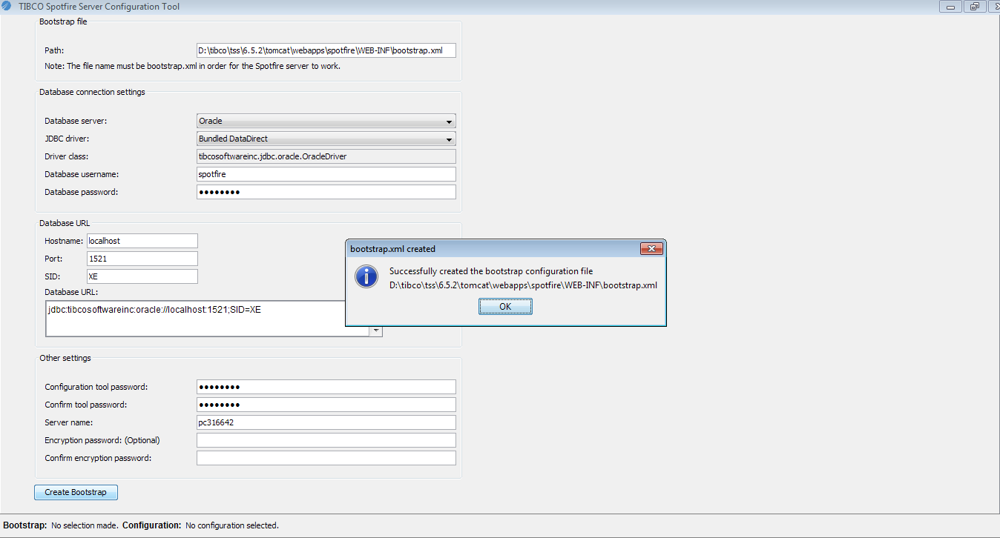 TIBCO Spotfire Server Configuration Tool
Bootstrap file
Path: D:\tibco\tss\6.5.2\tomcat\webapps\spotfire\WEB-INF\bootstrap.xml
Note: The file name must be bootstrap.xml in order for the Spotfire server to work.
Database connection settings
Database server: Oracle
JDBC driver: Bundled DataDirect
Driver class: tibcosoftwareinc.jdbc.oracle.OracleDriver
Database username: spotfire
Database password: ●●●●●●●●
Database URL
Hostname: localhost
Port: 1521
SID: XE
Database URL:
jdbc:tibcosoftwareinc:oracle://localhost:1521;SID=XE
bootstrap.xml created
Successfully created the bootstrap configuration file
D:\tibco\tss\6.5.2\tomcat\webapps\spotfire\WEB-INF\bootstrap.xml
OK
Other settings
Configuration tool password: ●●●●●●●●
Confirm tool password: ●●●●●●●●
Server name: pc316642
Encryption password: (Optional)
Confirm encryption password:
Create Bootstrap
Bootstrap: No selection made. Configuration: No configuration selected.